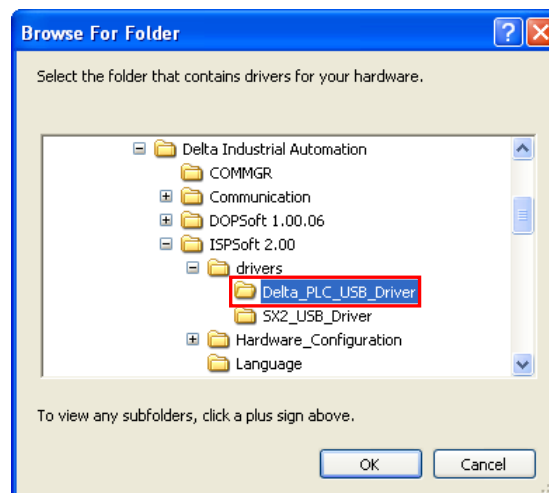 Browse For Folder
Select the folder that contains drivers for your hardware.
Delta Industrial Automation
COMMGR
Communication
DOPSoft 1.00.06
ISPSoft 2.00
drivers
Delta_PLC_USB_Driver
SX2_USB_Driver
Hardware_Configuration
Language
To view any subfolders, click a plus sign above.
OK Cancel